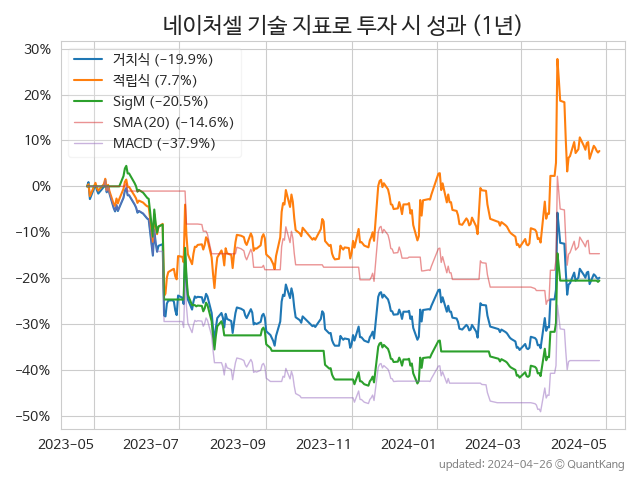 네이처셀 기술 지표로 투자 시 성과 (1년)
거치식 (−19.9%)
적립식 (7.7%)
SigM (−20.5%)
SMA(20) (−14.6%)
MACD (−37.9%)
30%
20%
10%
0%
−10%
−20%
−30%
−40%
−50%
2023-05 2023-07 2023-09 2023-11 2024-01 2024-03 2024-05
updated: 2024-04-26 © QuantKang